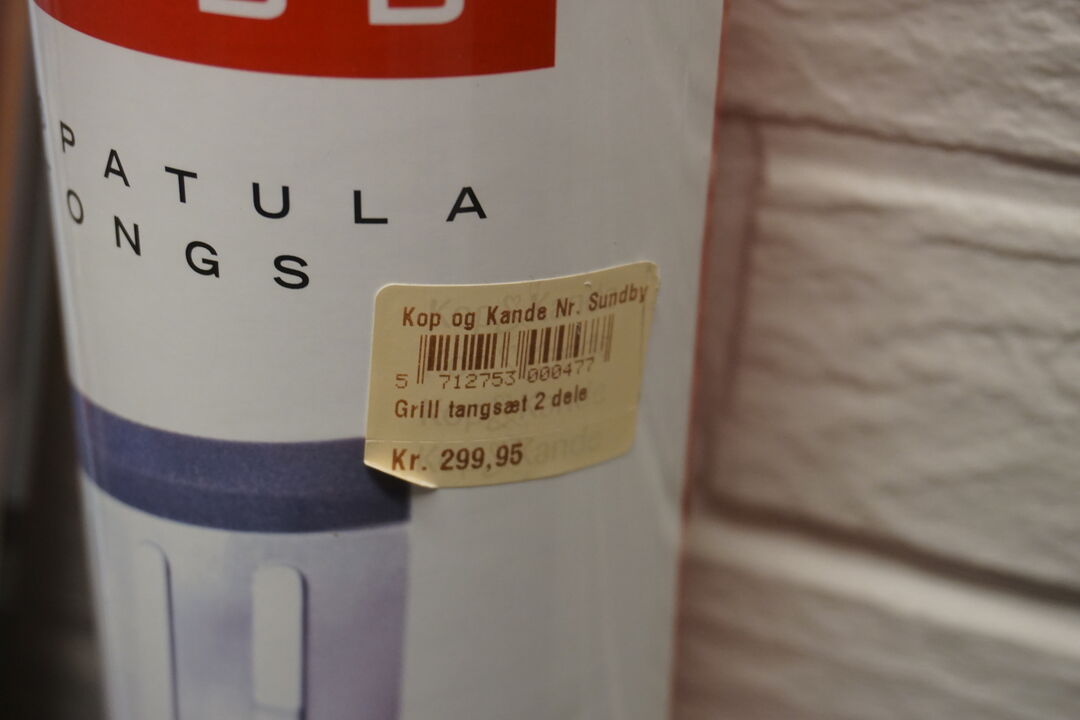 PATULA
ONGS
Kop og Kande Nr. Sundby
5 712753 000477
Grill tangsæt 2 dele
Kr. 299,95